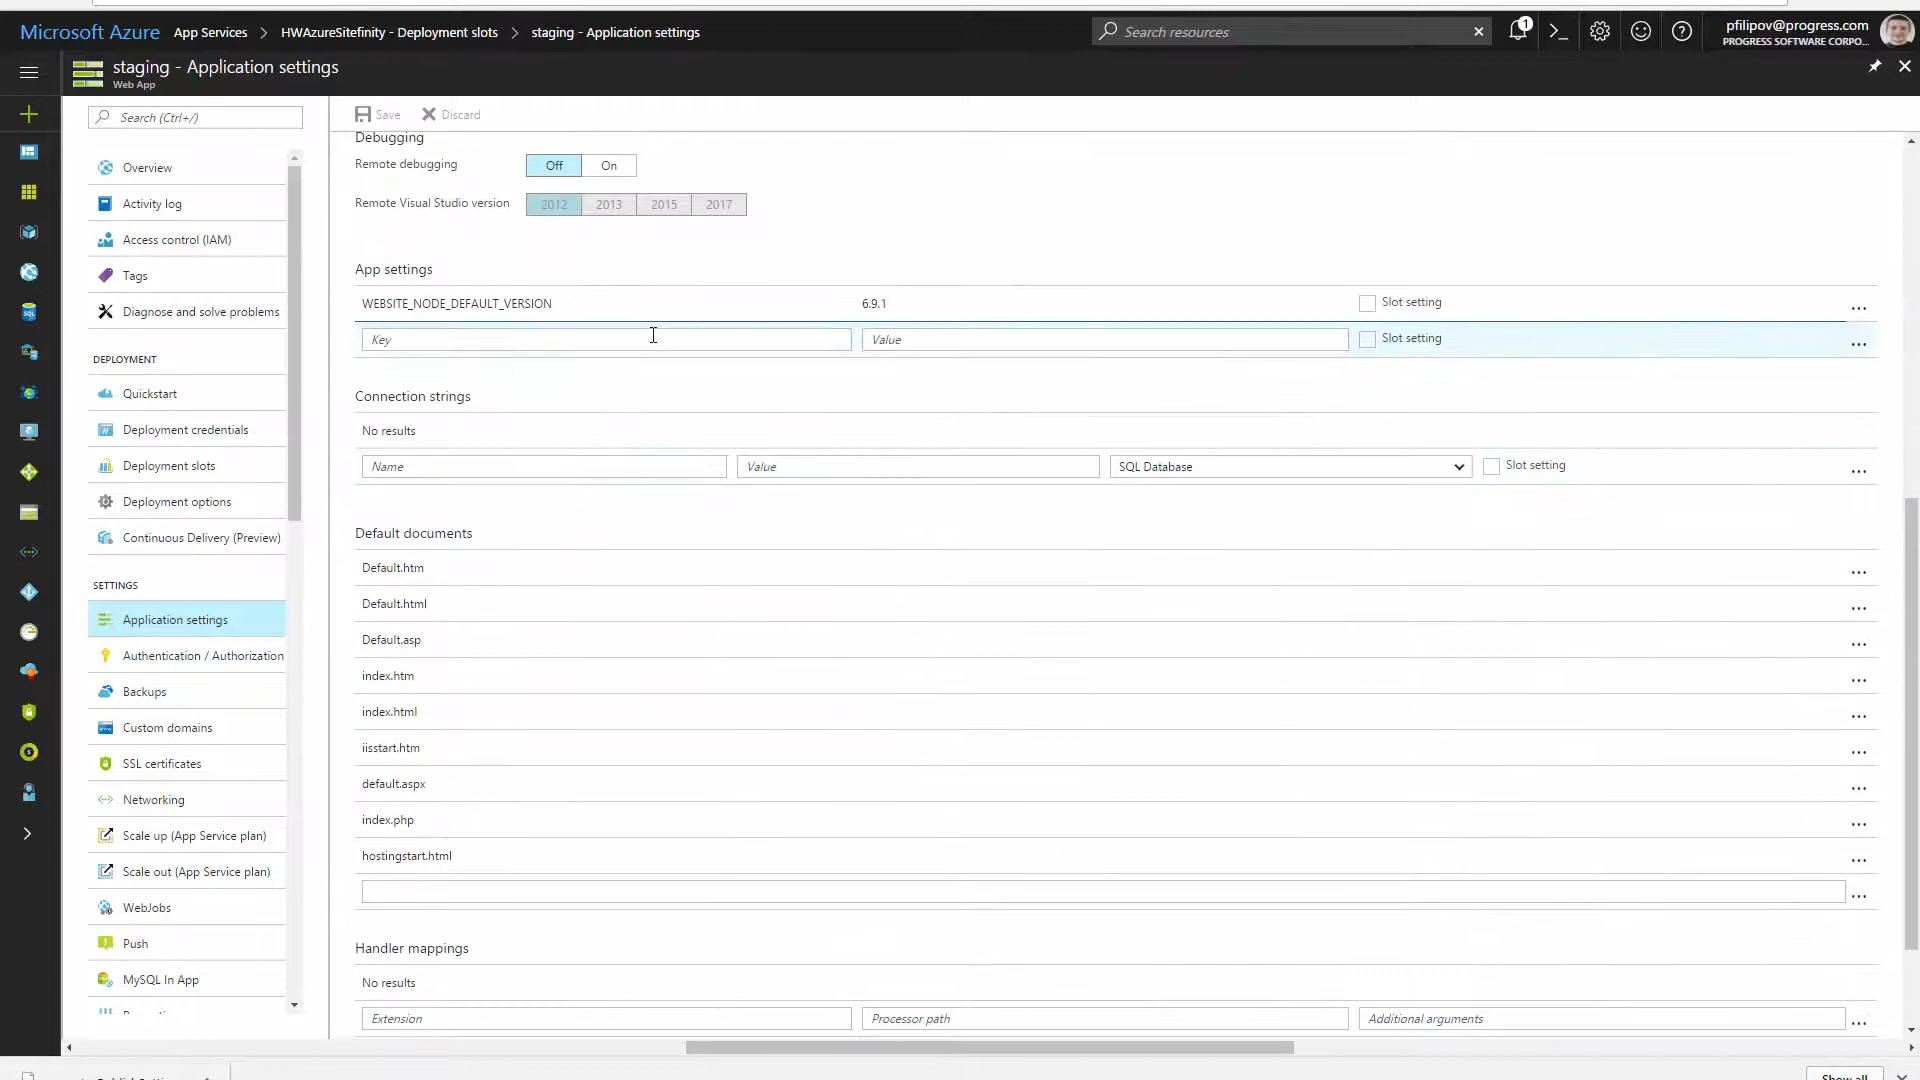 Microsoft Azure App Services > HWAzureSitefinity - Deployment slots > staging - Application settings
Search resources
1
pfilipov@progress.com
PROGRESS SOFTWARE CORPO...
staging - Application settings
Web App
Search (Ctrl+/)
Overview
Activity log
Access control (IAM)
Tags
Diagnose and solve problems
DEPLOYMENT
Quickstart
Deployment credentials
Deployment slots
Deployment options
Continuous Delivery (Preview)
SETTINGS
Application settings
Authentication / Authorization
Backups
Custom domains
SSL certificates
Networking
Scale up (App Service plan)
Scale out (App Service plan)
WebJobs
Push
MySQL In App
Save Discard
Debugging
Remote debugging Off On
Remote Visual Studio version 2012 2013 2015 2017
App settings
WEBSITE_NODE_DEFAULT_VERSION 6.9.1 Slot setting ...
Key Value Slot setting ...
Connection strings
No results
Name Value SQL Database Slot setting ...
Default documents
Default.htm ...
Default.html ...
Default.asp ...
index.htm ...
index.html ...
iisstart.htm ...
default.aspx ...
index.php ...
hostingstart.html ...
...
Handler mappings
No results
Extension Processor path Additional arguments ...
Show all